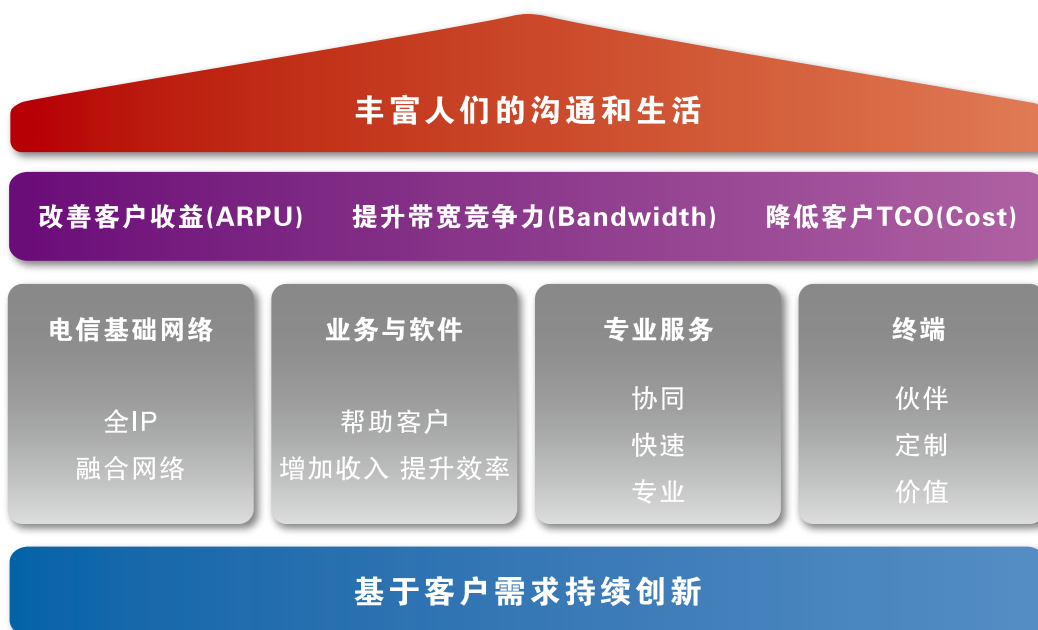 丰富人们的沟通和生活
改善客户收益(ARPU) 提升带宽竞争力(Bandwidth) 降低客户TCO(Cost)
电信基础网络
全IP
融合网络
业务与软件
帮助客户
增加收入 提升效率
专业服务
协同
快速
专业
终端
伙伴
定制
价值
基于客户需求持续创新